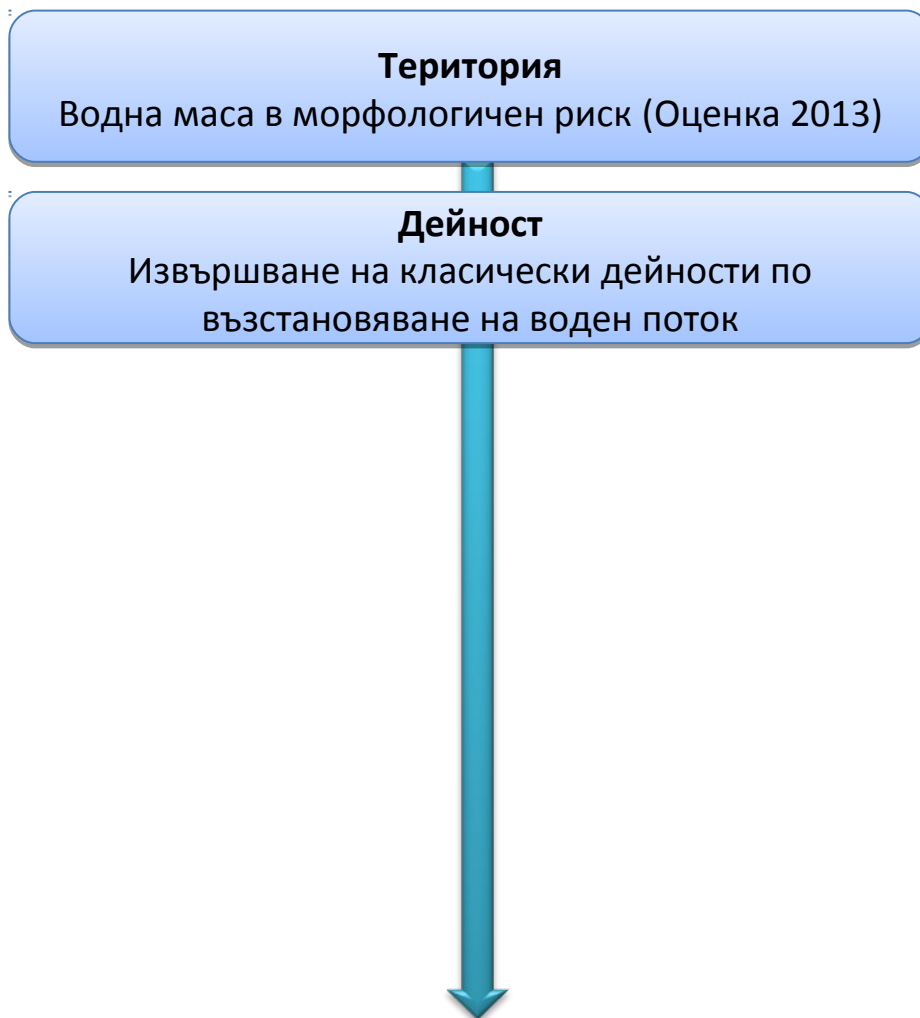 Територия
Водна маса в морфологичен риск (Оценка 2013)
Дейност
Извършване на класически дейности по
възстановяване на воден поток